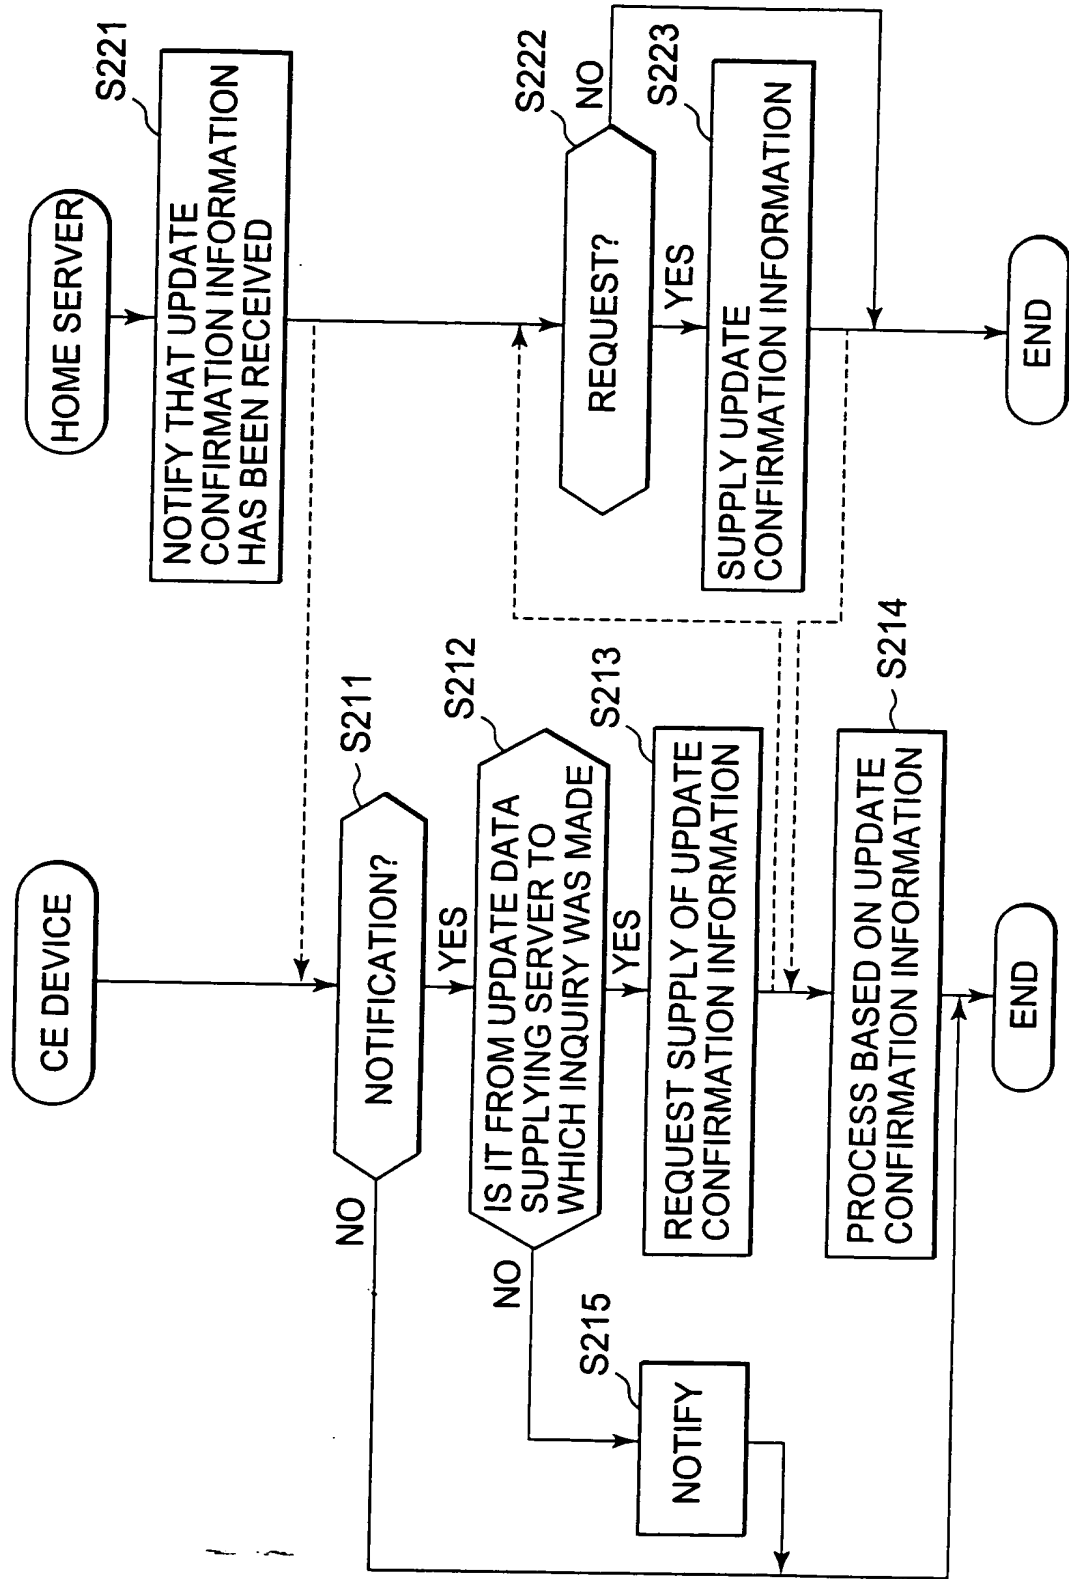 CE DEVICE
S211
NOTIFICATION?
NO
YES
S212
IS IT FROM UPDATE DATA
SUPPLYING SERVER TO
WHICH INQUIRY WAS MADE
NO
YES
S213
REQUEST SUPPLY OF UPDATE
CONFIRMATION INFORMATION
S214
PROCESS BASED ON UPDATE
CONFIRMATION INFORMATION
S215
NOTIFY
END
HOME SERVER
S221
NOTIFY THAT UPDATE
CONFIRMATION INFORMATION
HAS BEEN RECEIVED
S222
REQUEST?
NO
YES
S223
SUPPLY UPDATE
CONFIRMATION INFORMATION
END